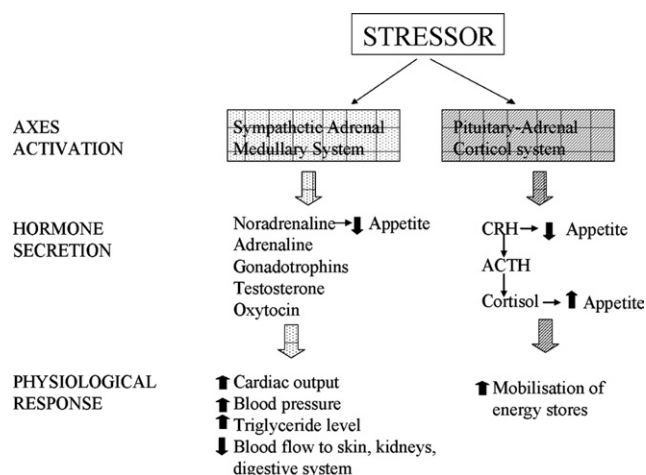 STRESSOR
AXES
ACTIVATION
Sympathetic Adrenal
Medullary System
Pituitary-Adrenal
Corticol system
HORMONE
SECRETION
Noradrenaline Appetite
Adrenaline
Gonadotrophins
Testosterone
Oxytocin
CRH Appetite
ACTH
Cortisol Appetite
PHYSIOLOGICAL
RESPONSE
Cardiac output
Blood pressure
Triglyceride level
Blood flow to skin, kidneys,
digestive system
Mobilisation of
energy stores